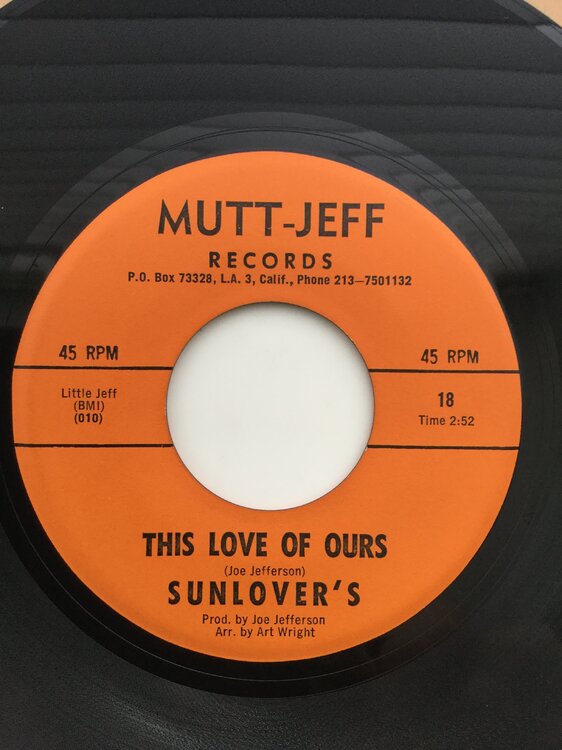 MUTT-JEFF
RECORDS
P.O. Box 73328, L.A. 3, Calif., Phone 213—7501132
45 RPM
45 RPM
Little Jeff
(BMI)
(010)
18
Time 2:52
THIS LOVE OF OURS
(Joe Jefferson)
SUNLOVER'S
Prod. by Joe Jefferson
Arr. by Art Wright